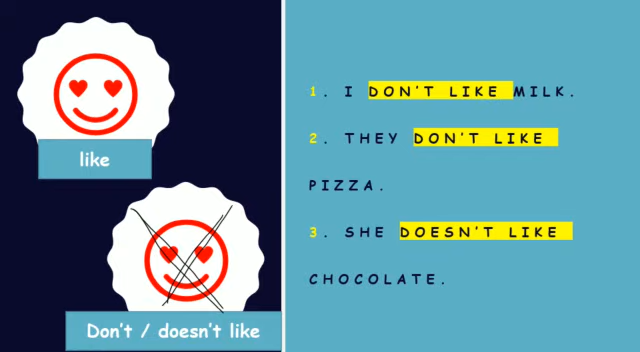 like
Don't / doesn't like
1. I DON'T LIKE MILK.
2. THEY DON'T LIKE
PIZZA.
3. SHE DOESN'T LIKE
CHOCOLATE.